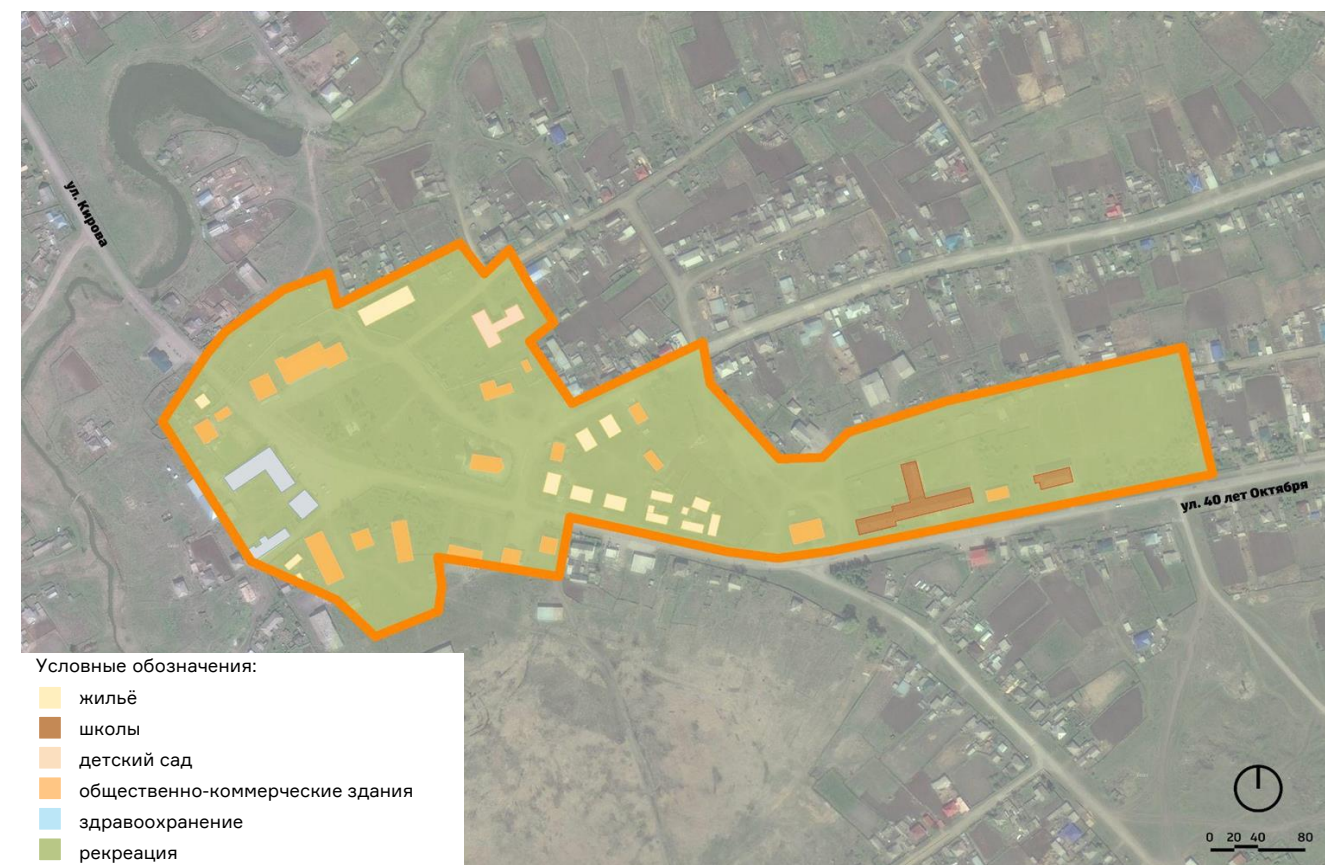 ул. Кирова
ул. 40 лет Октября
Условные обозначения:
жильё
школы
детский сад
общественно-коммерческие здания
здравоохранение
рекреация
0 20 40 80